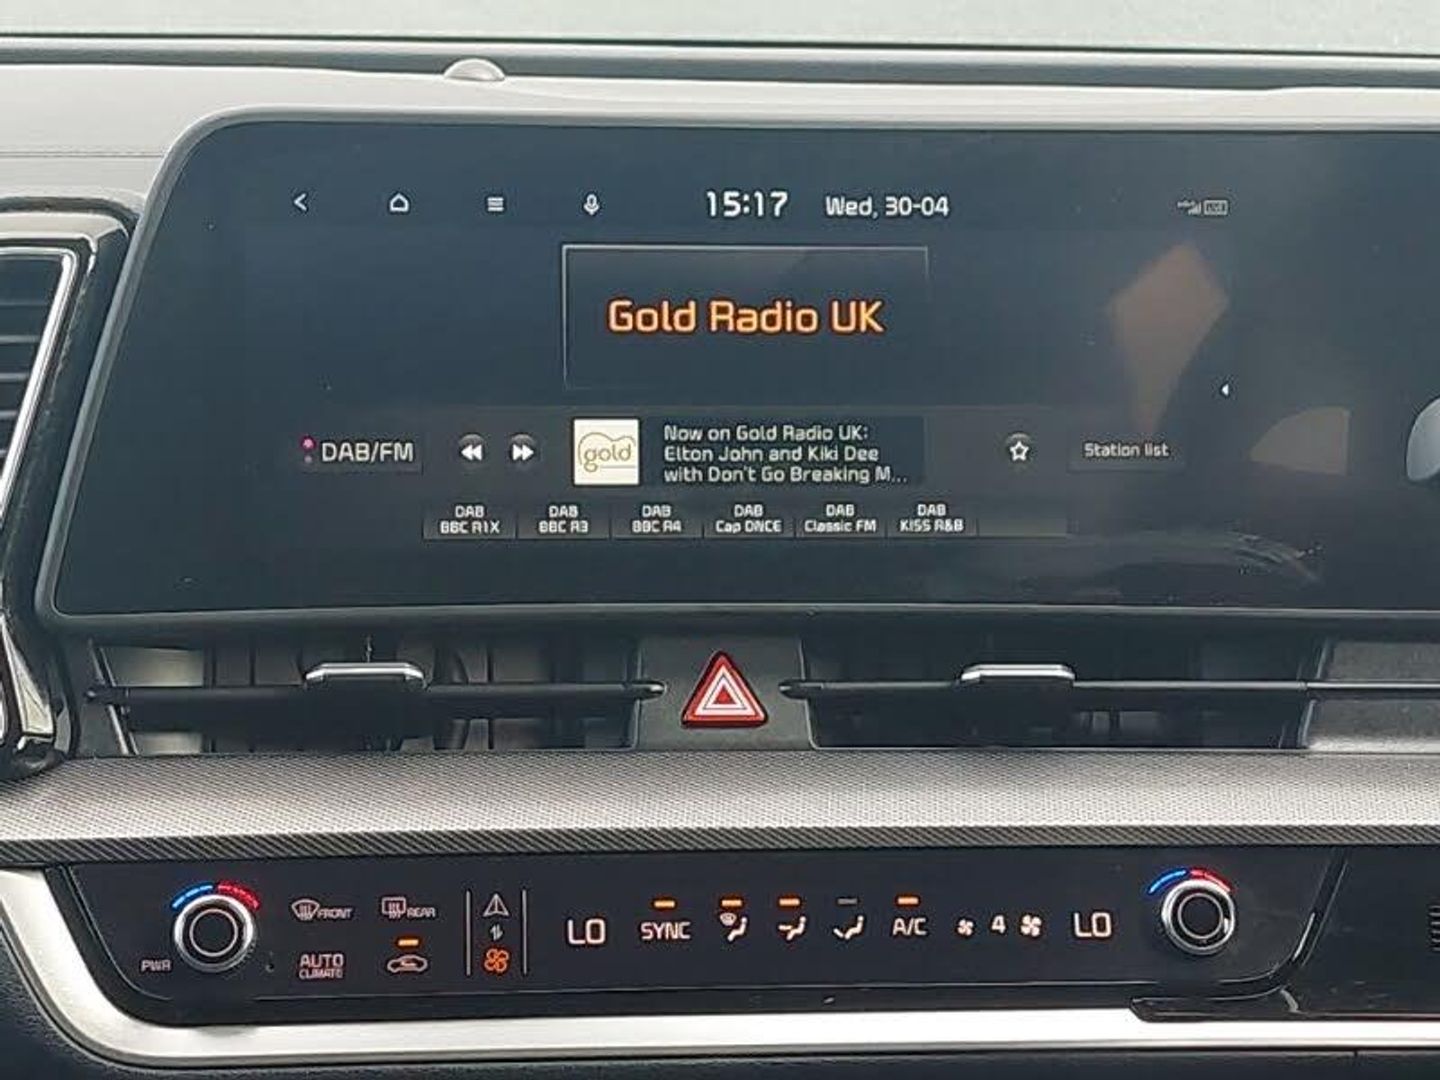 15:17 Wed, 30-04
Gold Radio UK
DAB/FM
gold
Now on Gold Radio UK:
Elton John and Kiki Dee
with Don't Go Breaking M...
Station list
DAB DAB DAB DAB DAB DAB
BBC R1X BBC R3 BBC R4 Cap DNCE Classic FM KISS R&B
FRONT REAR
PWR
AUTO
CLIMATE
LO SYNC A/C 4 LO